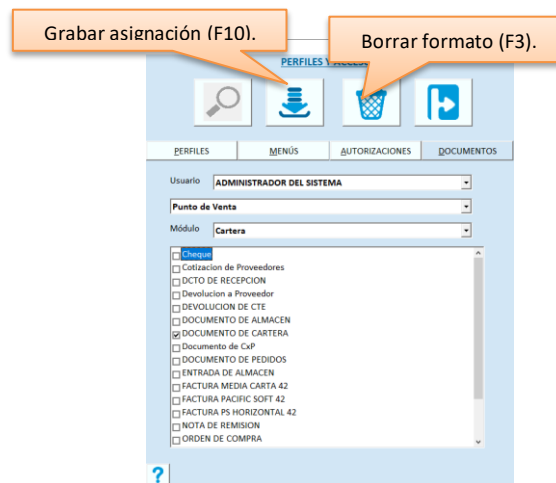 Grabar asignación (F10).
Borrar formato (F3).
PERFILES Y ACCESO
PERFILES
MENÚS
AUTORIZACIONES
DOCUMENTOS
Usuario
ADMINISTRADOR DEL SISTEMA
Punto de Venta
Módulo
Cartera
Cheque
Cotizacion de Proveedores
DCTO DE RECEPCION
Devolucion a Proveedor
DEVOLUCION DE CTE
DOCUMENTO DE ALMACEN
DOCUMENTO DE CARTERA
Documento de CxP
DOCUMENTO DE PEDIDOS
ENTRADA DE ALMACEN
FACTURA MEDIA CARTA 42
FACTURA PACIFIC SOFT 42
FACTURA PS HORIZONTAL 42
NOTA DE REMISION
ORDEN DE COMPRA
?